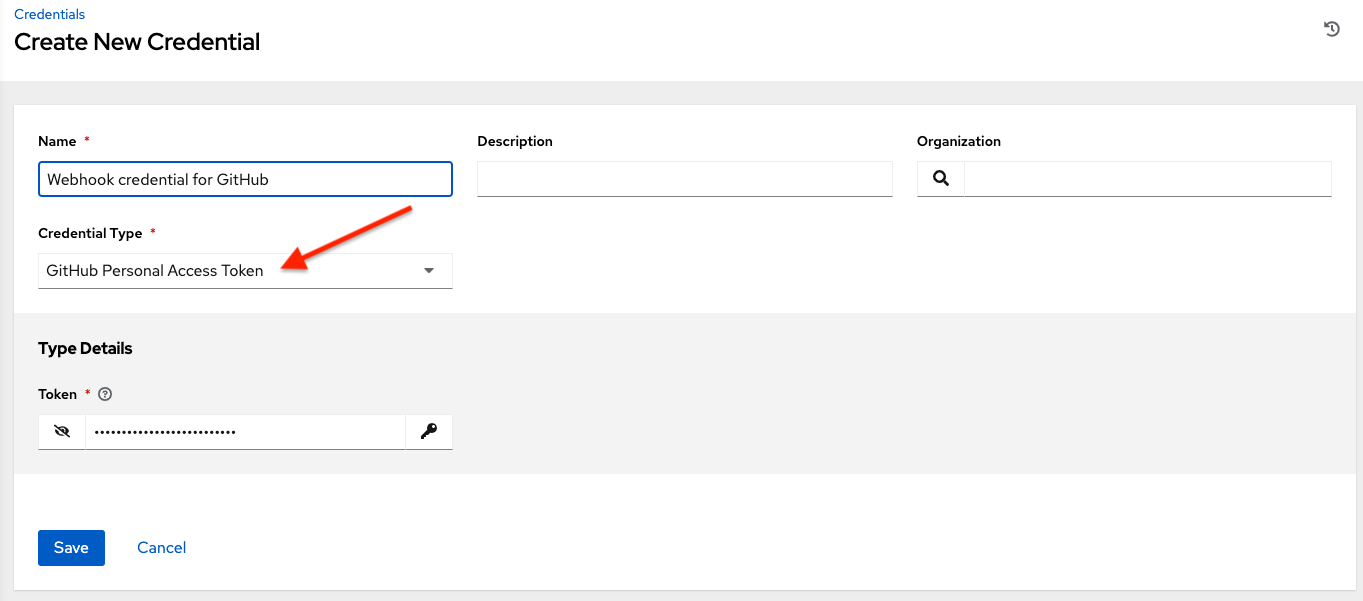 Credentials
Create New Credential
Name *
Description
Organization
Webhook credential for GitHub
Credential Type *
GitHub Personal Access Token
Type Details
Token *
••••••••••••••••••••••••••
Save
Cancel